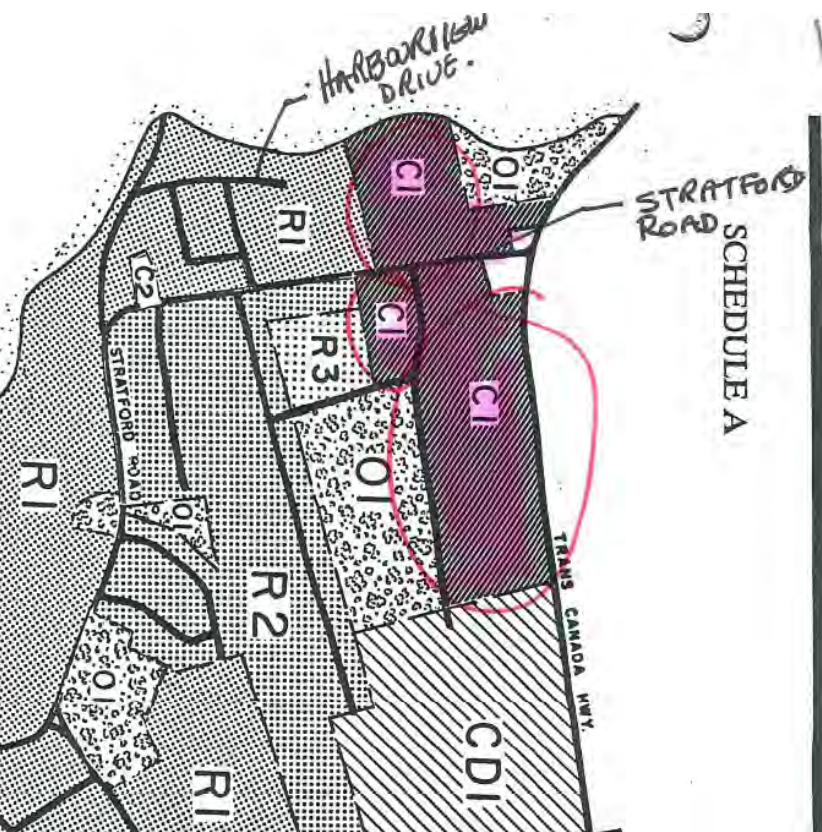 HARBOURVIEW
DRIVE.
STRATFORD
ROAD
SCHEDULE A
C1
O1
R1
C2
C1
R3
C1
STRATFORD ROAD
O1
R1
O1
R2
TRANS CANADA HWY.
O1
CD1
R1